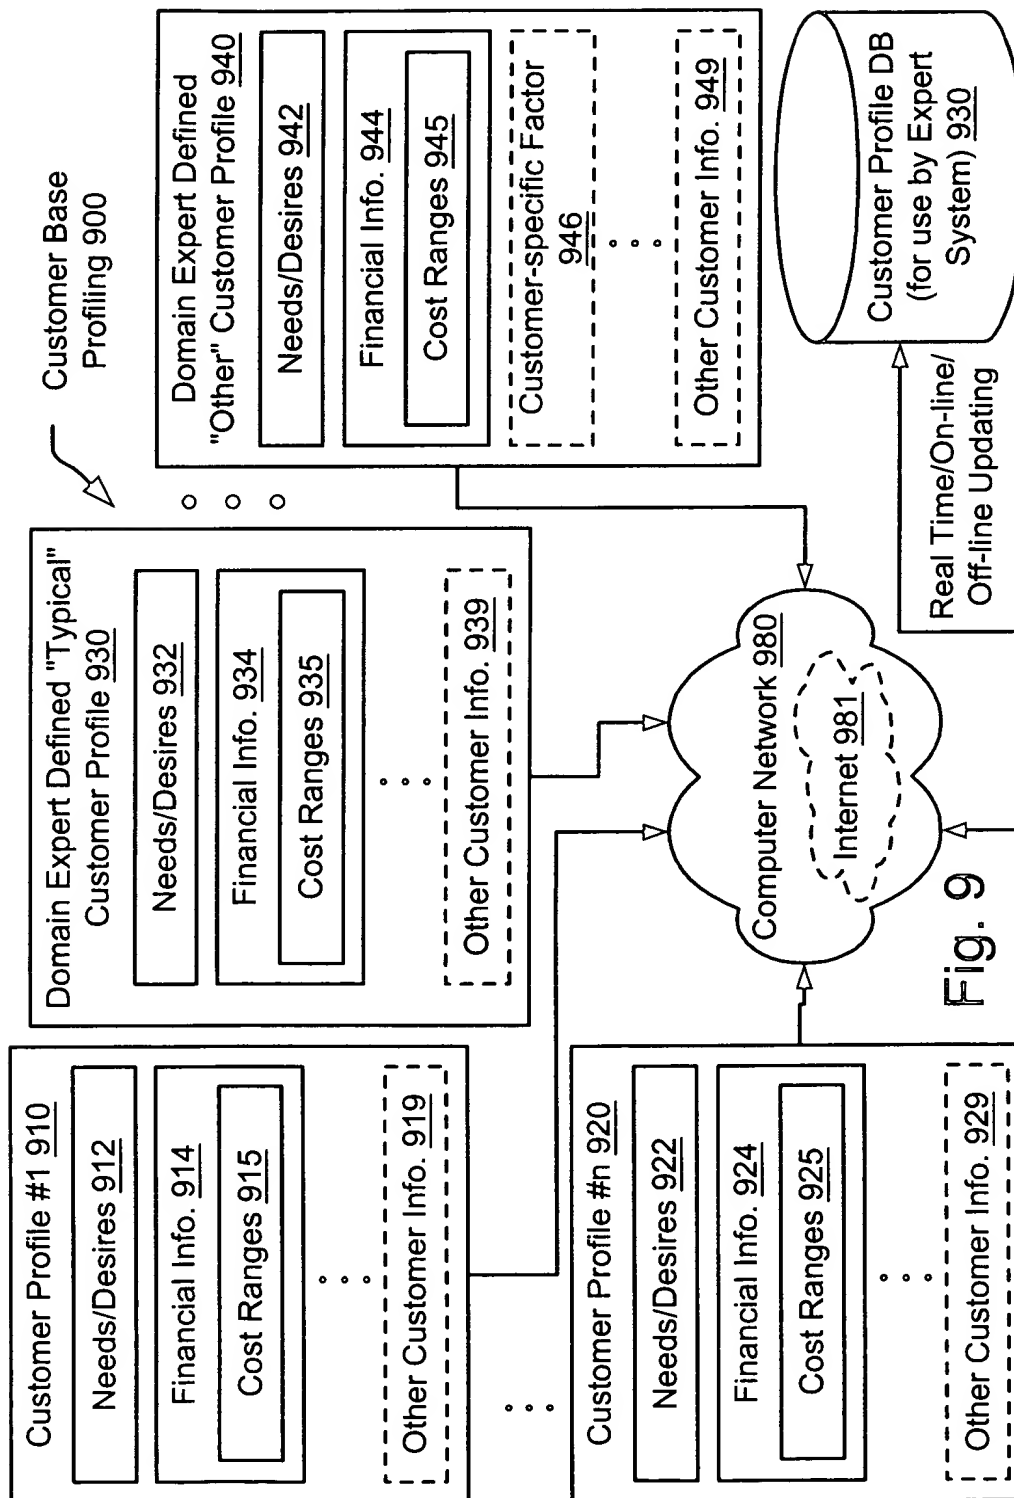 Customer Base
Profiling 900
Customer Profile #1 910
Needs/Desires 912
Financial Info. 914
Cost Ranges 915
Other Customer Info. 919
Domain Expert Defined "Typical"
Customer Profile 930
Needs/Desires 932
Financial Info. 934
Cost Ranges 935
Other Customer Info. 939
Domain Expert Defined
"Other" Customer Profile 940
Needs/Desires 942
Financial Info. 944
Cost Ranges 945
Customer-specific Factor
946
Other Customer Info. 949
Customer Profile #n 920
Needs/Desires 922
Financial Info. 924
Cost Ranges 925
Other Customer Info. 929
Computer Network 980
Internet 981
Real Time/On-line/
Off-line Updating
Customer Profile DB
(for use by Expert
System) 930
Fig. 9